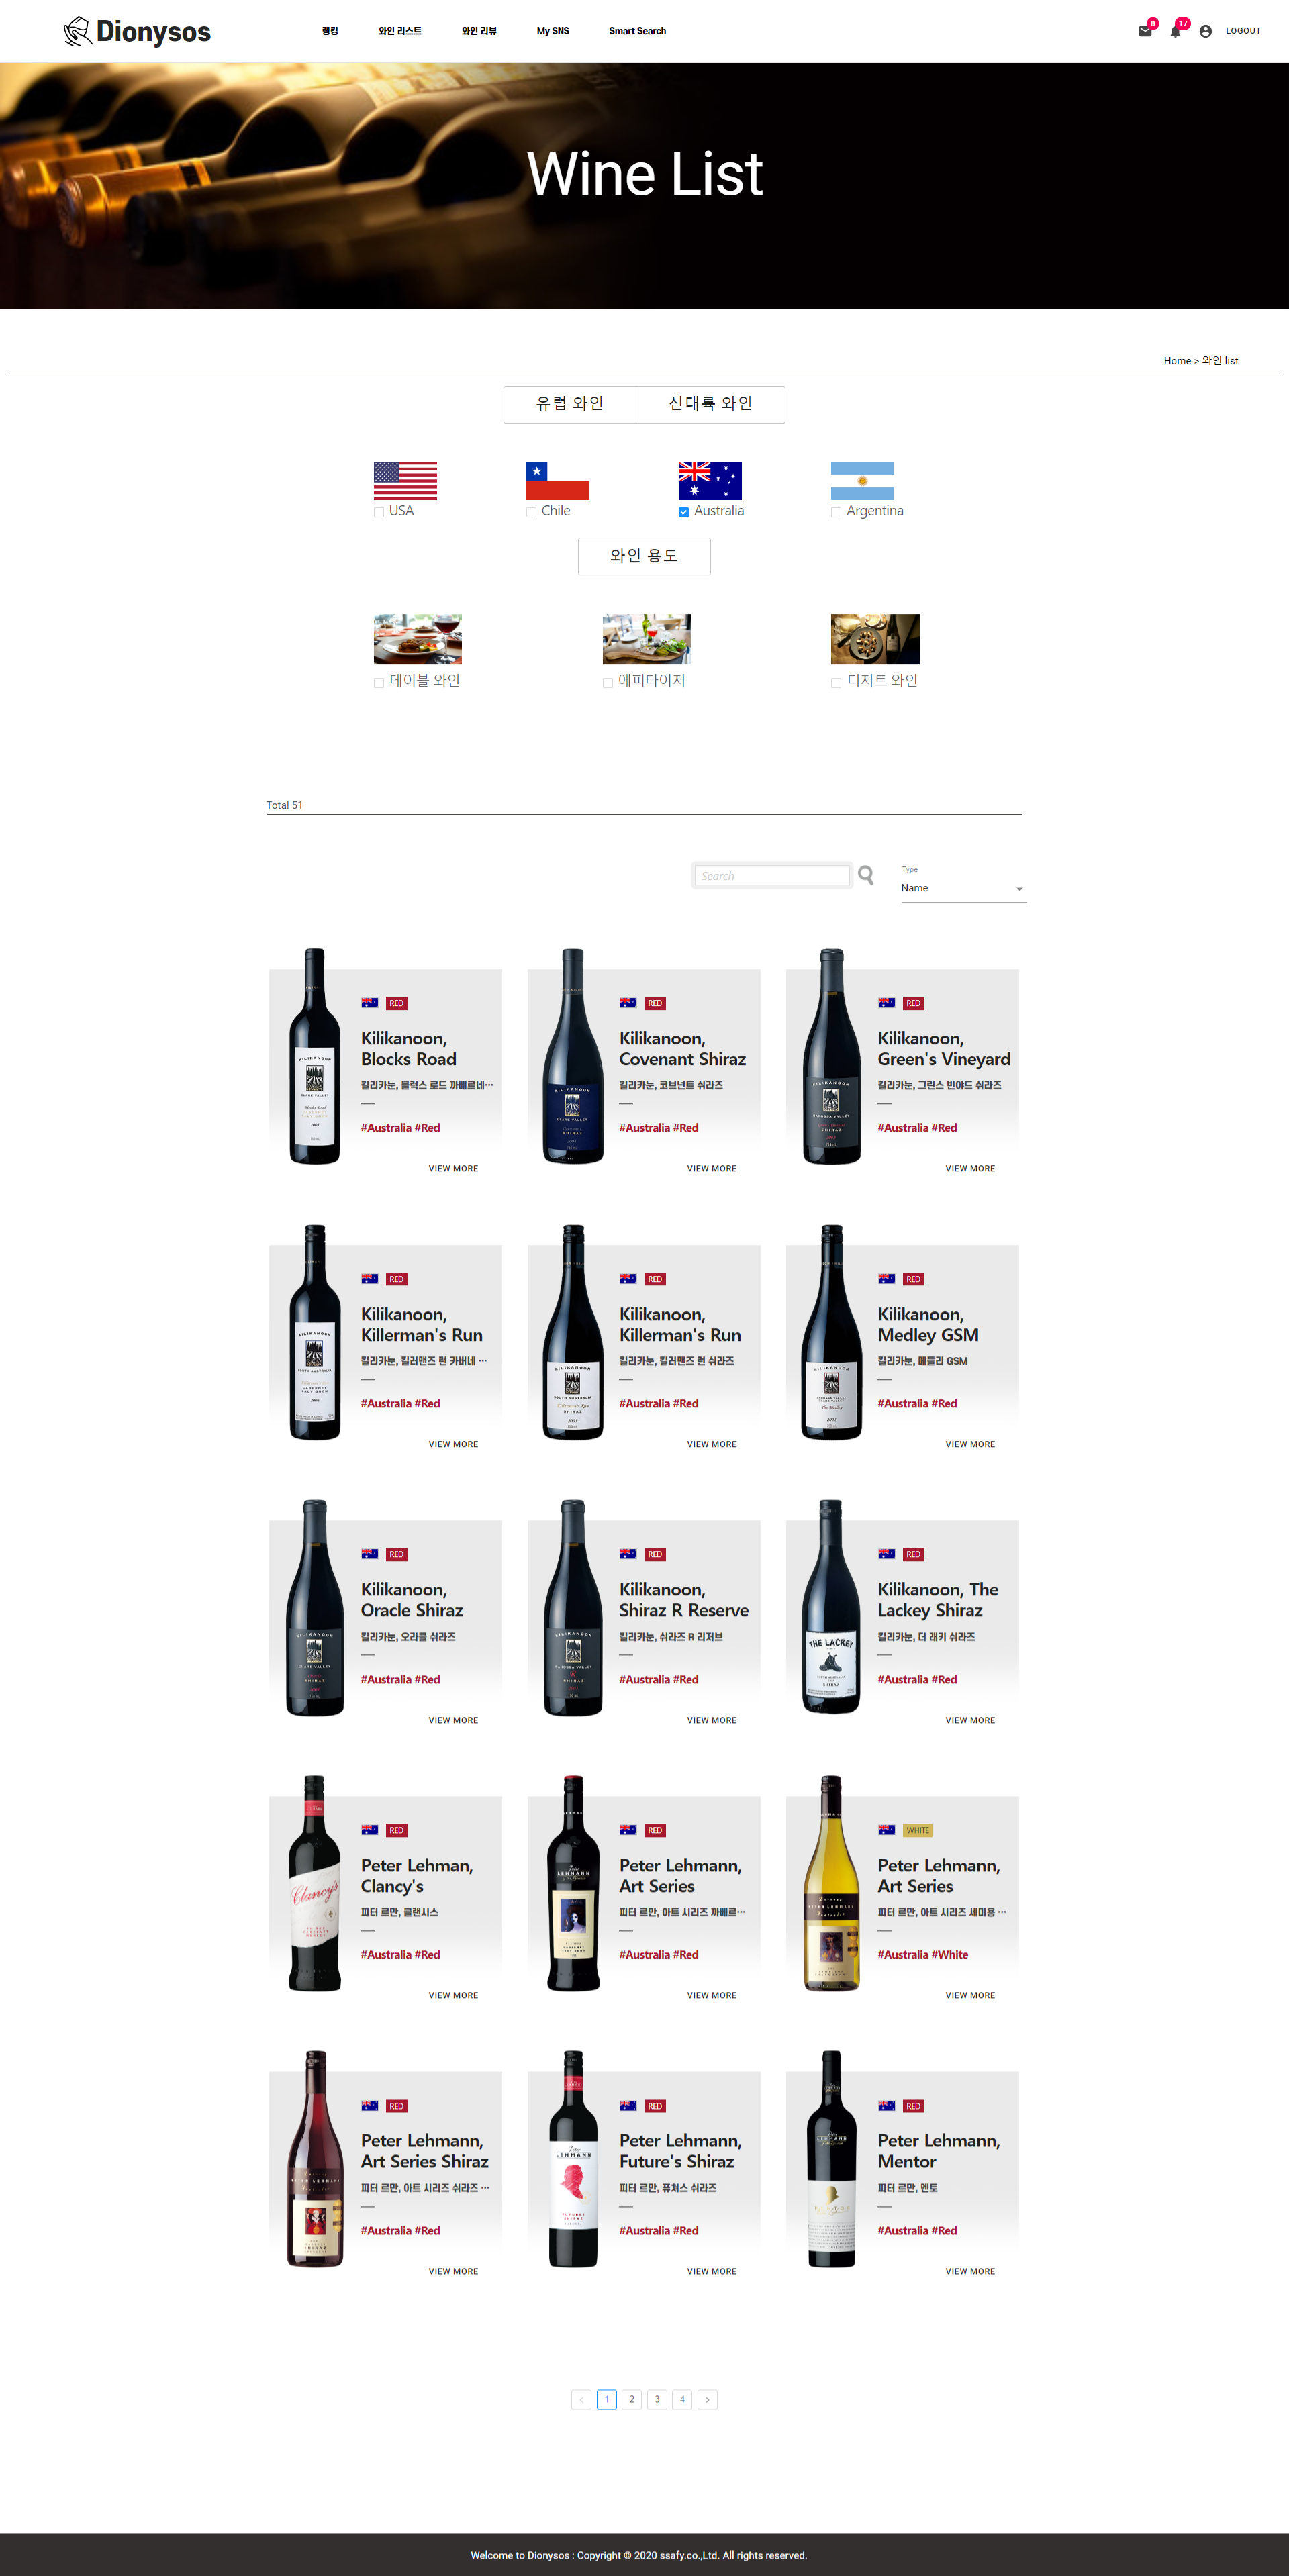 Dionysos
랭킹
와인 리스트
와인 리뷰
My SNS
Smart Search
8
17
LOGOUT
Wine List
Home > 와인 list
유럽 와인
신대륙 와인
USA
Chile
Australia
Argentina
와인 용도
테이블 와인
에피타이저
디저트 와인
Total 51
Search
Type
Name
RED
Kilikanoon,
Blocks Road
킬리카눈, 블럭스 로드 까베르네···
#Australia #Red
VIEW MORE
RED
Kilikanoon,
Covenant Shiraz
킬리카눈, 코브넌트 쉬라즈
#Australia #Red
VIEW MORE
RED
Kilikanoon,
Green's Vineyard
킬리카눈, 그린스 빈야드 쉬라즈
#Australia #Red
VIEW MORE
RED
Kilikanoon,
Killerman's Run
킬리카눈, 킬러맨즈 런 카버네 ···
#Australia #Red
VIEW MORE
RED
Kilikanoon,
Killerman's Run
킬리카눈, 킬러맨즈 런 쉬라즈
#Australia #Red
VIEW MORE
RED
Kilikanoon,
Medley GSM
킬리카눈, 메들리 GSM
#Australia #Red
VIEW MORE
RED
Kilikanoon,
Oracle Shiraz
킬리카눈, 오라클 쉬라즈
#Australia #Red
VIEW MORE
RED
Kilikanoon,
Shiraz R Reserve
킬리카눈, 쉬라즈 R 리저브
#Australia #Red
VIEW MORE
THE LACKEY
SHIRAZ
RED
Kilikanoon, The
Lackey Shiraz
킬리카눈, 더 래키 쉬라즈
#Australia #Red
VIEW MORE
Clancy's
RED
Peter Lehman,
Clancy's
피터 르만, 클랜시스
#Australia #Red
VIEW MORE
Peter
LEHMANN
RED
Peter Lehmann,
Art Series
피터 르만, 아트 시리즈 까베르···
#Australia #Red
VIEW MORE
WHITE
Peter Lehmann,
Art Series
피터 르만, 아트 시리즈 세미용 ···
#Australia #White
VIEW MORE
RED
Peter Lehmann,
Art Series Shiraz
피터 르만, 아트 시리즈 쉬라즈 ···
#Australia #Red
VIEW MORE
Peter
LEHMANN
RED
Peter Lehmann,
Future's Shiraz
피터 르만, 퓨쳐스 쉬라즈
#Australia #Red
VIEW MORE
RED
Peter Lehmann,
Mentor
피터 르만, 멘토
#Australia #Red
VIEW MORE
< 1 2 3 4 >
Welcome to Dionysos : Copyright © 2020 ssafy.co.,Ltd. All rights reserved.